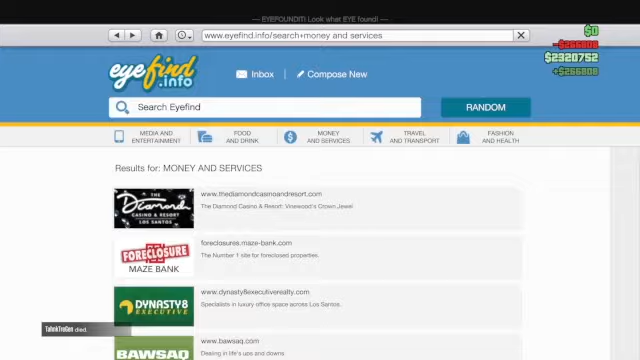 — EYEFOUNDIT! Look what EYE found! —
www.eyefind.info/search+money and services
$0
-$266808
$2320752
+$266808
eyefind
.info
Inbox
Compose New
Search Eyefind
RANDOM
MEDIA AND
ENTERTAINMENT
FOOD
AND DRINK
MONEY
AND SERVICES
TRAVEL
AND TRANSPORT
FASHION
AND HEALTH
Results for: MONEY AND SERVICES
THE
Diamond
CASINO & RESORT
LOS SANTOS
www.thediamondcasinoandresort.com
The Diamond Casino & Resort: Vinewood's Crown Jewel
FORECLOSURE
MAZE BANK
foreclosures.maze-bank.com
The Number 1 site for foreclosed properties.
DYNASTY8
EXECUTIVE
www.dynasty8executiverealty.com
Specialists in luxury office space across Los Santos.
TahnkTroGen died.
BAWSAQ
www.bawsaq.com
Dealing in life's ups and downs